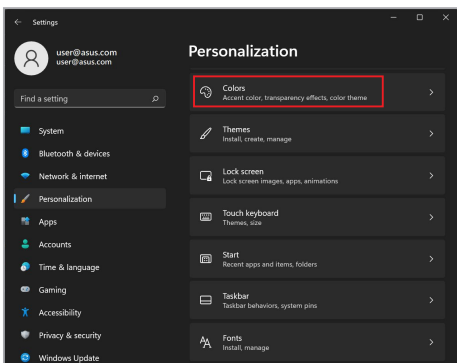 Settings
user@asus.com
user@asus.com
Find a setting
System
Bluetooth & devices
Network & internet
Personalization
Apps
Accounts
Time & language
Gaming
Accessibility
Privacy & security
Windows Update
Personalization
Colors
Accent color, transparency effects, color theme
Themes
Install, create, manage
Lock screen
Lock screen images, apps, animations
Touch keyboard
Themes, size
Start
Recent apps and items, folders
Taskbar
Taskbar behaviors, system pins
Fonts
Install, manage